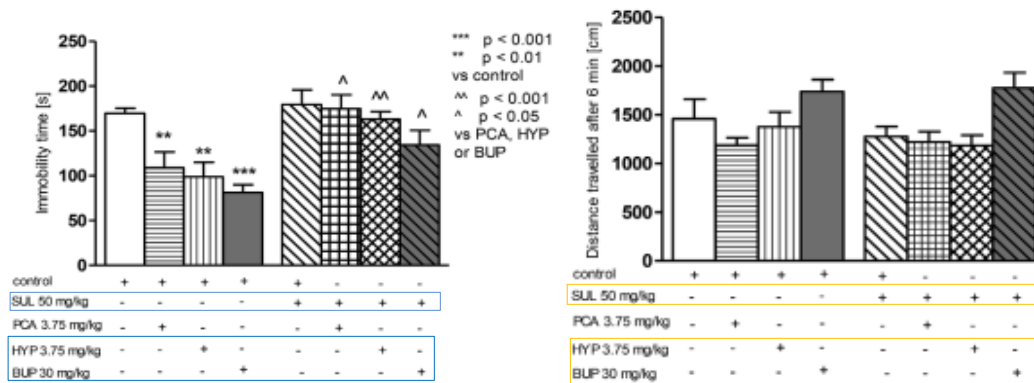 250
200
150
100
50
0
Immobility time [s]
**
**
***
^
^^
^
*** p < 0.001
** p < 0.01
vs control
^^ p < 0.001
^ p < 0.05
vs PCA, HYP
or BUP
control + + + + + - - -
SUL 50 mg/kg - - - - + + + +
PCA 3.75 mg/kg - + - - - + - -
HYP 3.75 mg/kg - - + - - - + -
BUP 30 mg/kg - - - + - - - +
2500
2000
1500
1000
500
0
Distance travelled after 6 min [cm]
control + + + + + - - -
SUL 50 mg/kg - - - - + + + +
PCA 3.75 mg/kg - + - - - + - -
HYP 3.75 mg/kg - - + - - - + -
BUP 30 mg/kg - - - + - - - +